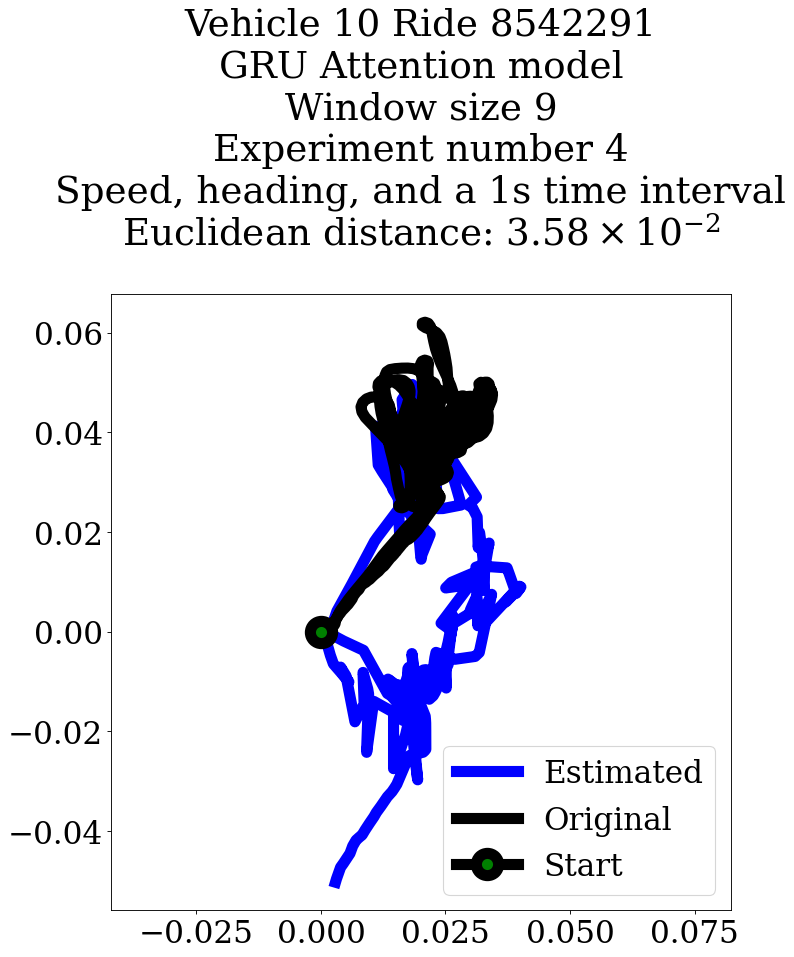 Vehicle 10 Ride 8542291
GRU Attention model
Window size 9
Experiment number 4
Speed, heading, and a 1s time interval
Euclidean distance: 3.58 × 10⁻²
0.06
0.04
0.02
0.00
−0.02
−0.04
Estimated
Original
Start
−0.025 0.000 0.025 0.050 0.075